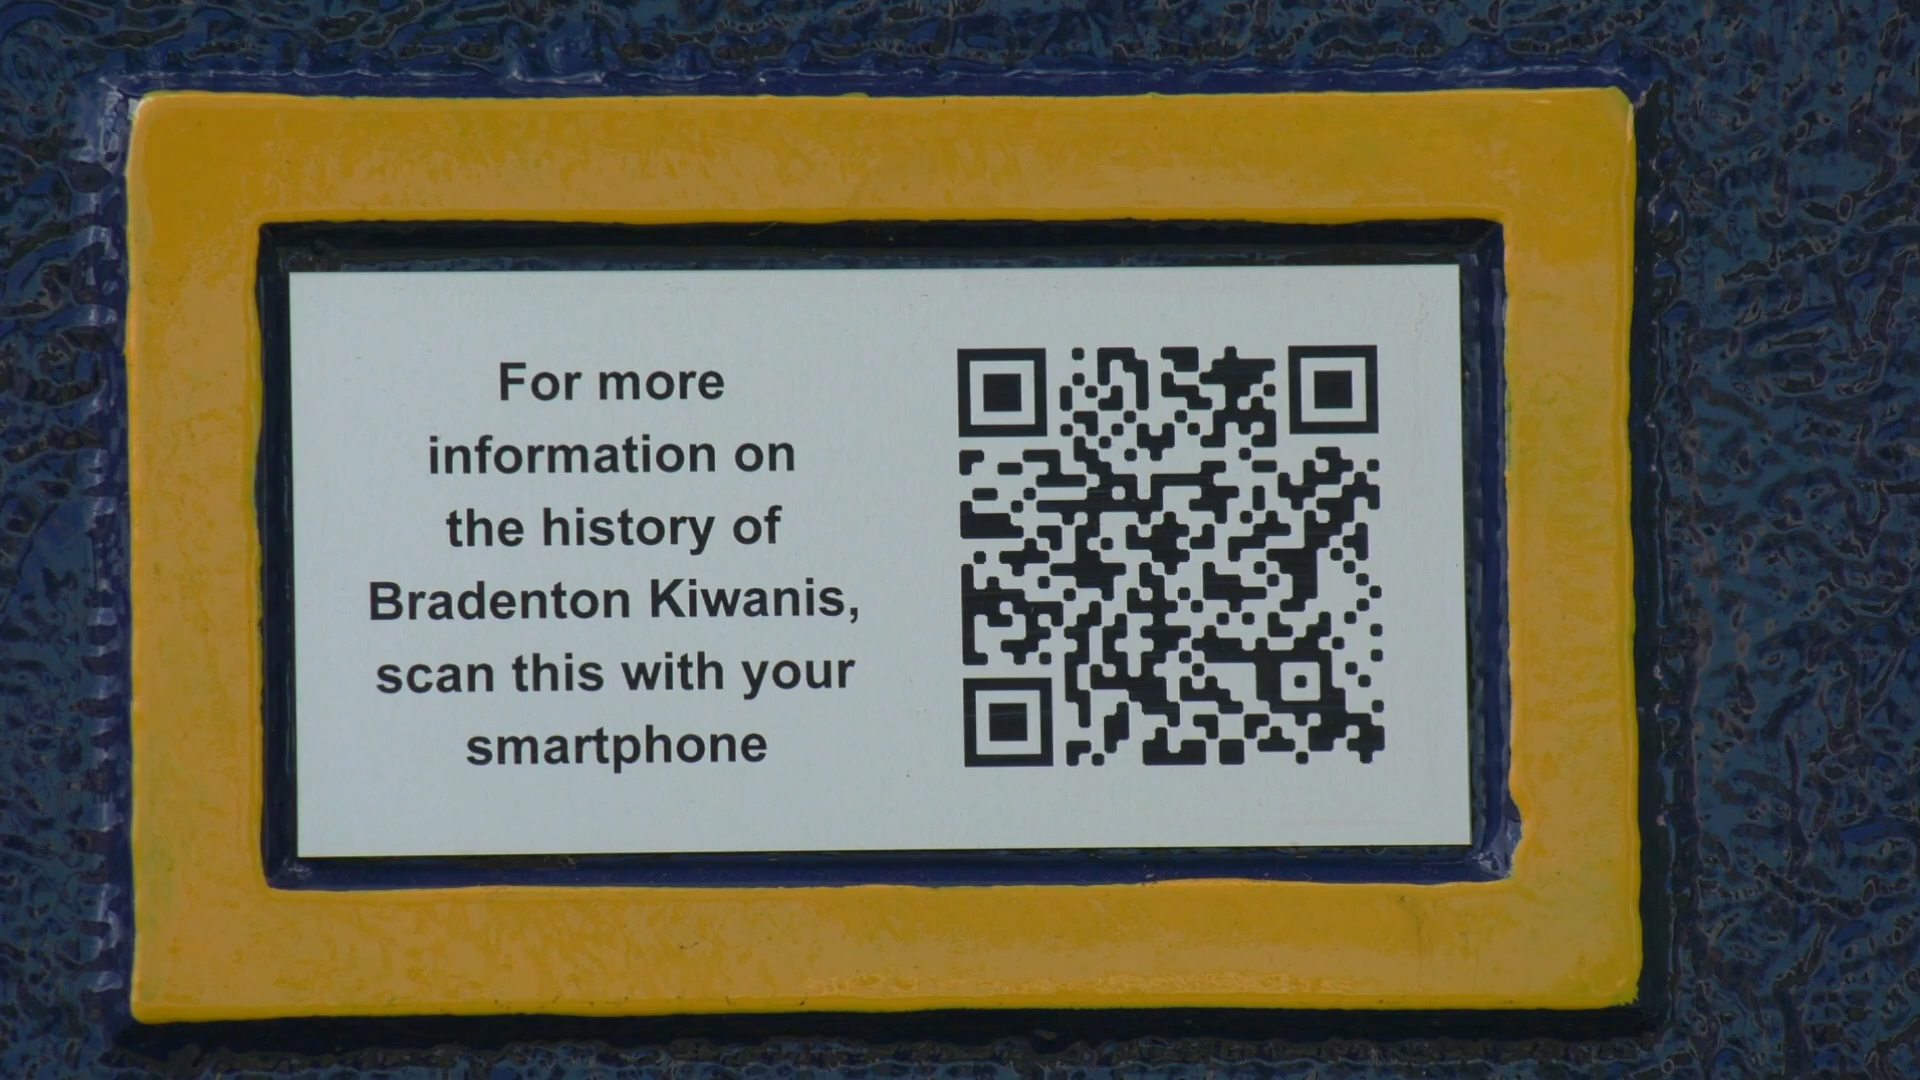 For more
information on
the history of
Bradenton Kiwanis,
scan this with your
smartphone